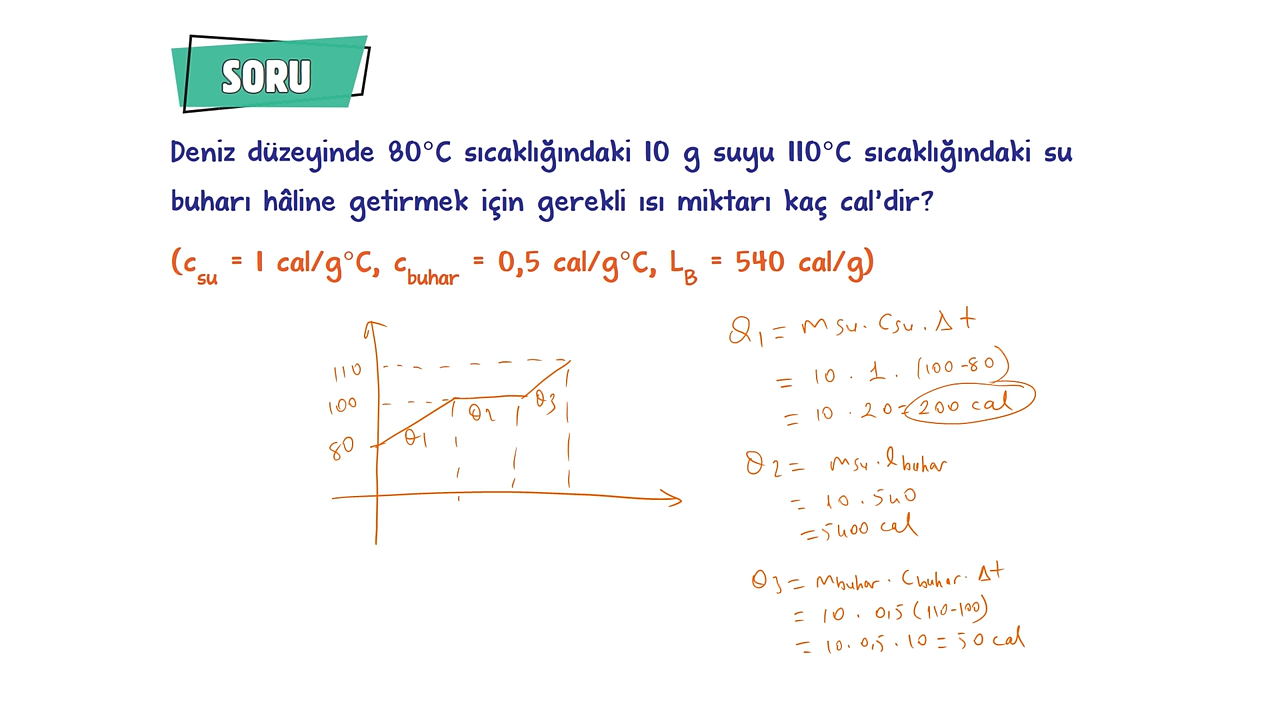 SORU
Deniz düzeyinde 80°C sıcaklığındaki 10 g suyu 110°C sıcaklığındaki su
buharı hâline getirmek için gerekli ısı miktarı kaç cal'dir?
(c_su = 1 cal/g°C, c_buhar = 0,5 cal/g°C, L_B = 540 cal/g)
110
100
80
Q1
Q2
Q3
Q1 = msu. Csu. Δt
= 10 . 1 . (100-80)
= 10 . 20 = 200 cal
Q2 = msu. lbuhar
= 10.540
= 5400 cal
Q3 = mbuhar. Cbuhar. Δt
= 10 . 0,5 (110-100)
= 10. 0,5 . 10 = 50 cal